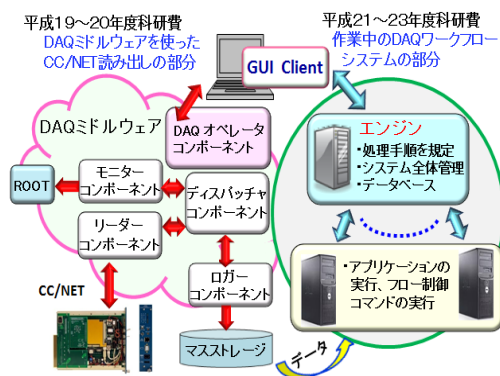 平成19～20年度科研費
DAQミドルウェアを使った
CC/NET読み出しの部分
平成21～23年度科研費
作業中のDAQワークフロー
システムの部分
GUI Client
DAQミドルウェア
DAQ オペレータ
コンポーネント
エンジン
・処理手順を規定
・システム全体管理
・データベース
ROOT
モニター
コンポーネント
ディスパッチャ
コンポーネント
リーダー
コンポーネント
ロガー
コンポーネント
・アプリケーションの
実行、フロー制御
コマンドの実行
CC/NET
マスストレージ
データ